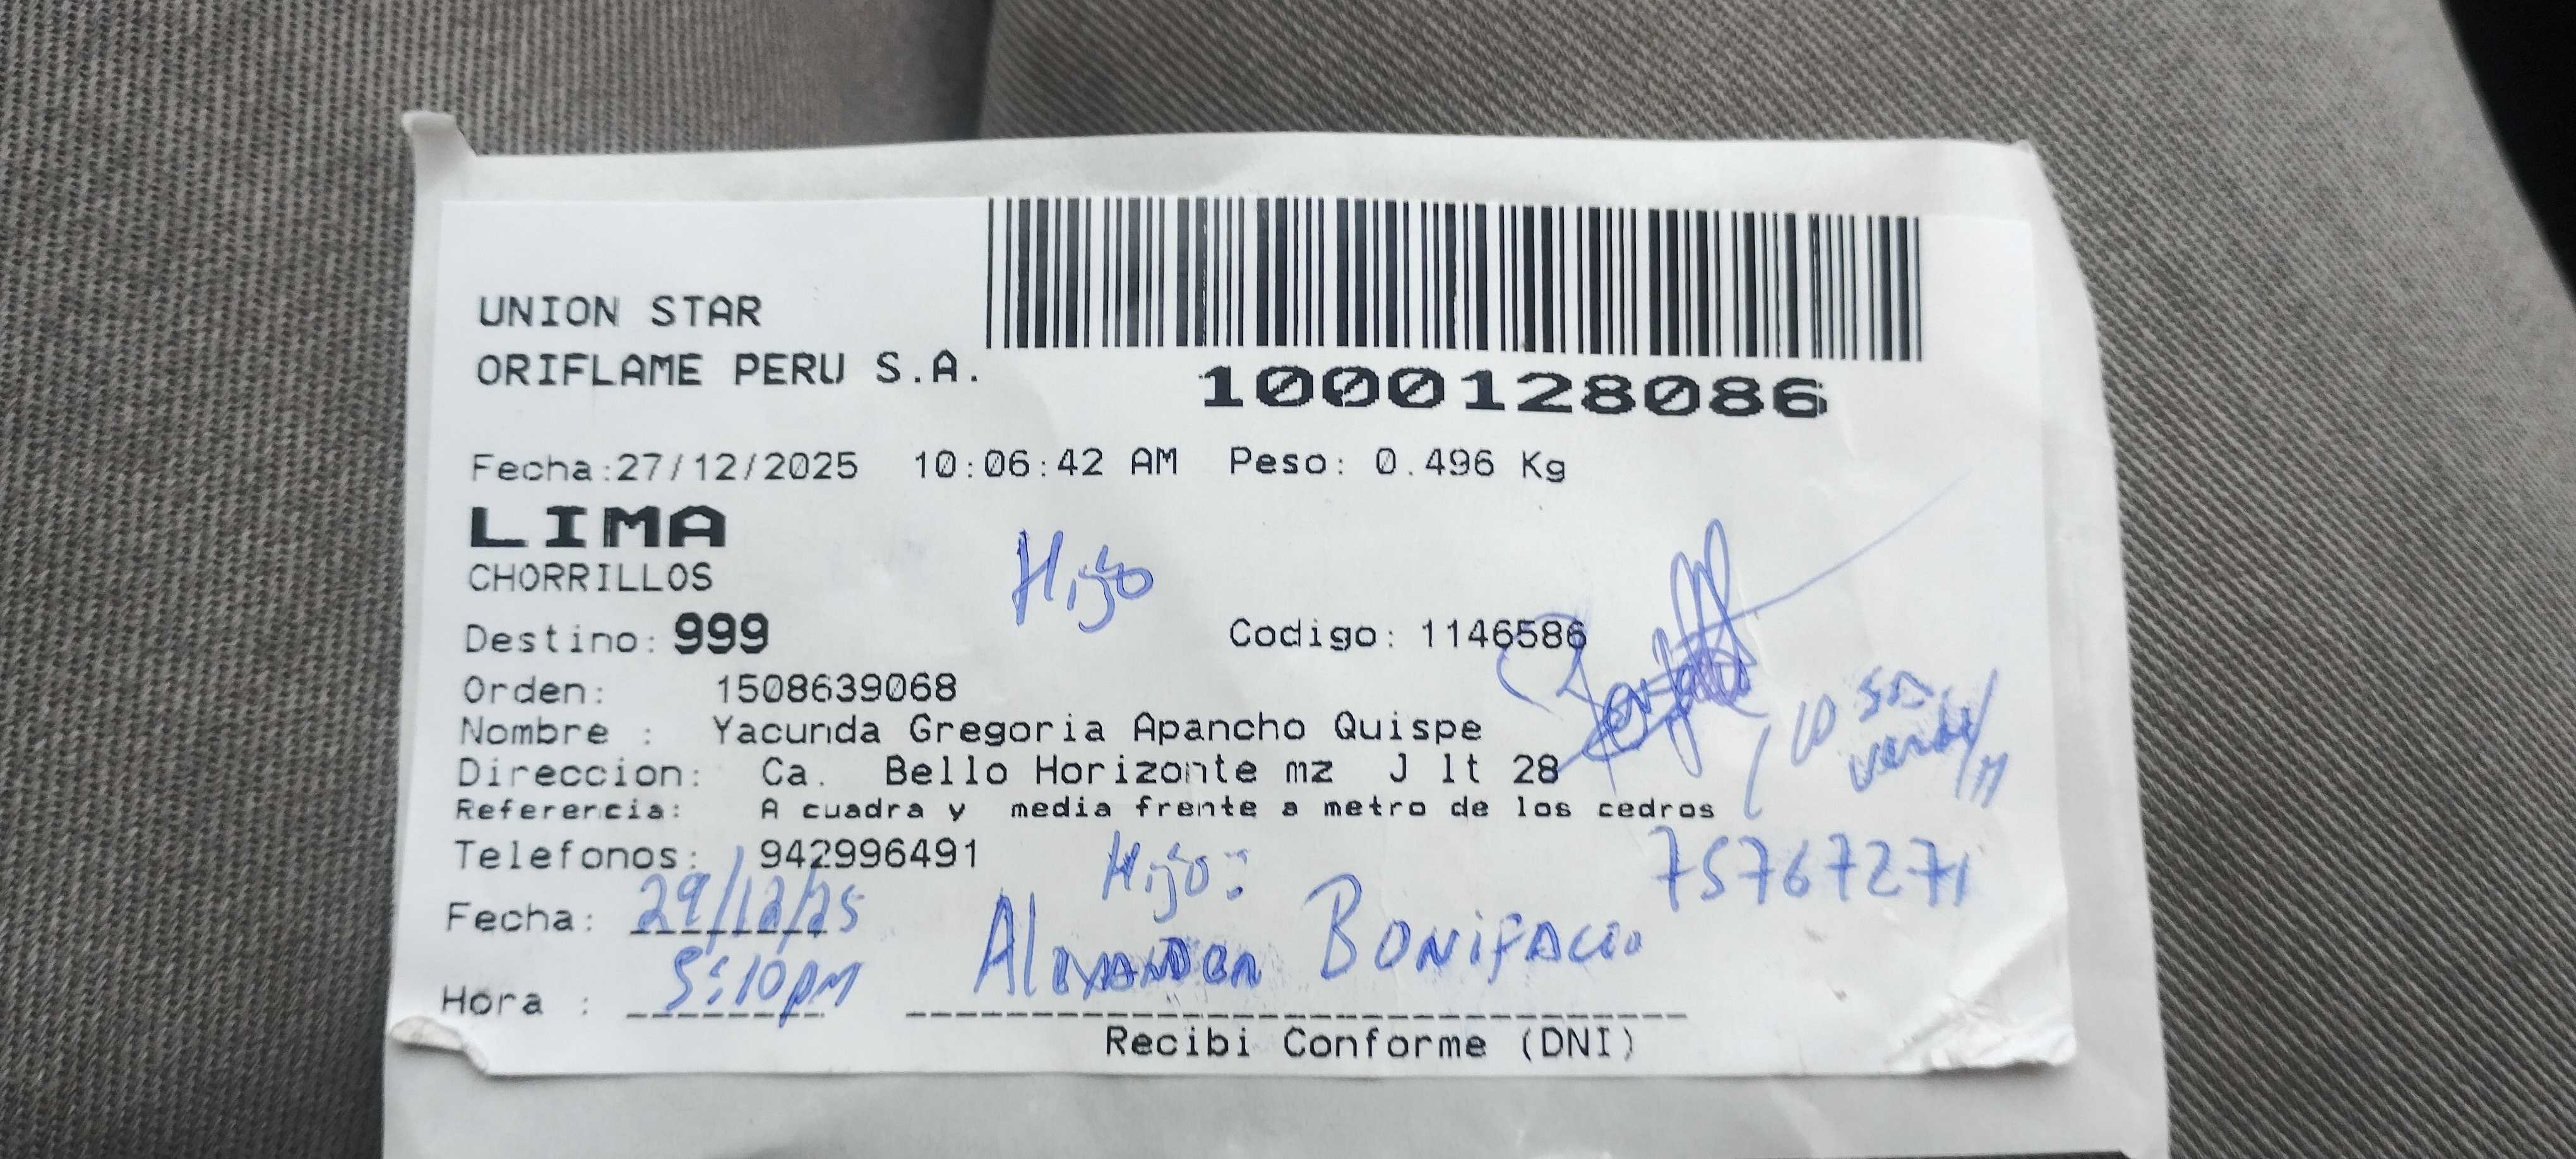 UNION STAR
ORIFLAME PERU S.A.
1000128086
Fecha:27/12/2025 10:06:42 AM Peso: 0.496 Kg
LIMA
CHORRILLOS
Hijo
Destino: 999 Codigo: 1146586
Orden: 1508639068
Nombre : Yacunda Gregoria Apancho Quispe
Direccion: Ca. Bello Horizonte mz J lt 28
Referencia: A cuadra y media frente a metro de los cedros
Telefonos: 942996491
Hijo:
75767271
Fecha: 29/12/25
Alexander Bonifacio
Hora : 5:10pm
Recibi Conforme (DNI)